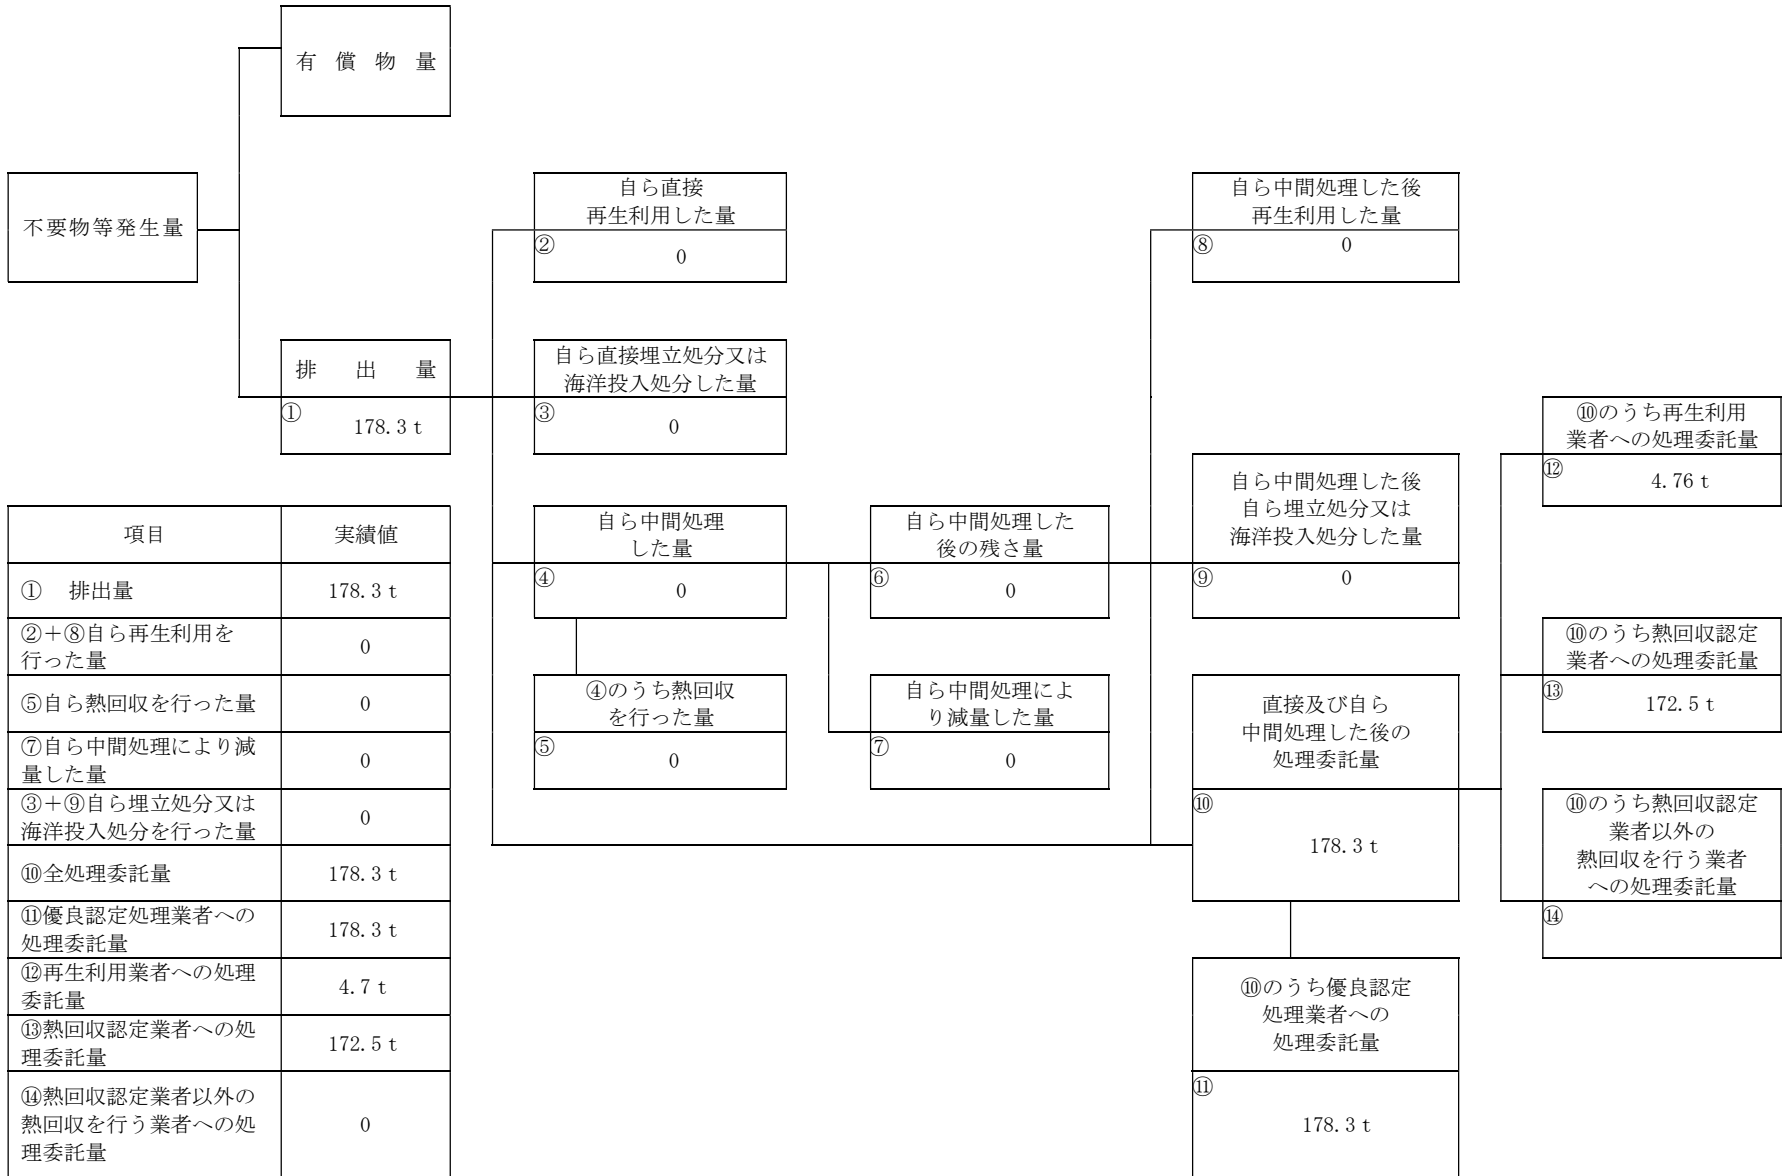 有 償 物 量
不要物等発生量
自ら直接
再生利用した量
② 0
自ら中間処理した後
再生利用した量
⑧ 0
排 出 量
① 178.3 t
自ら直接埋立処分又は
海洋投入処分した量
③ 0
⑩のうち再生利用
業者への処理委託量
⑫ 4.76 t
自ら中間処理した後
自ら埋立処分又は
海洋投入処分した量
⑨ 0
自ら中間処理
した量
④ 0
自ら中間処理した
後の残さ量
⑥ 0
⑩のうち熱回収認定
業者への処理委託量
⑬ 172.5 t
④のうち熱回収
を行った量
⑤ 0
自ら中間処理によ
り減量した量
⑦ 0
直接及び自ら
中間処理した後の
処理委託量
⑩ 178.3 t
⑩のうち熱回収認定
業者以外の
熱回収を行う業者
への処理委託量
⑭
⑩のうち優良認定
処理業者への
処理委託量
⑪ 178.3 t
項目 実績値
① 排出量 178.3 t
②＋⑧自ら再生利用を
行った量 0
⑤自ら熱回収を行った量 0
⑦自ら中間処理により減
量した量 0
③＋⑨自ら埋立処分又は
海洋投入処分を行った量 0
⑩全処理委託量 178.3 t
⑪優良認定処理業者への
処理委託量 178.3 t
⑫再生利用業者への処理
委託量 4.7 t
⑬熱回収認定業者への処
理委託量 172.5 t
⑭熱回収認定業者以外の
熱回収を行う業者への処
理委託量 0